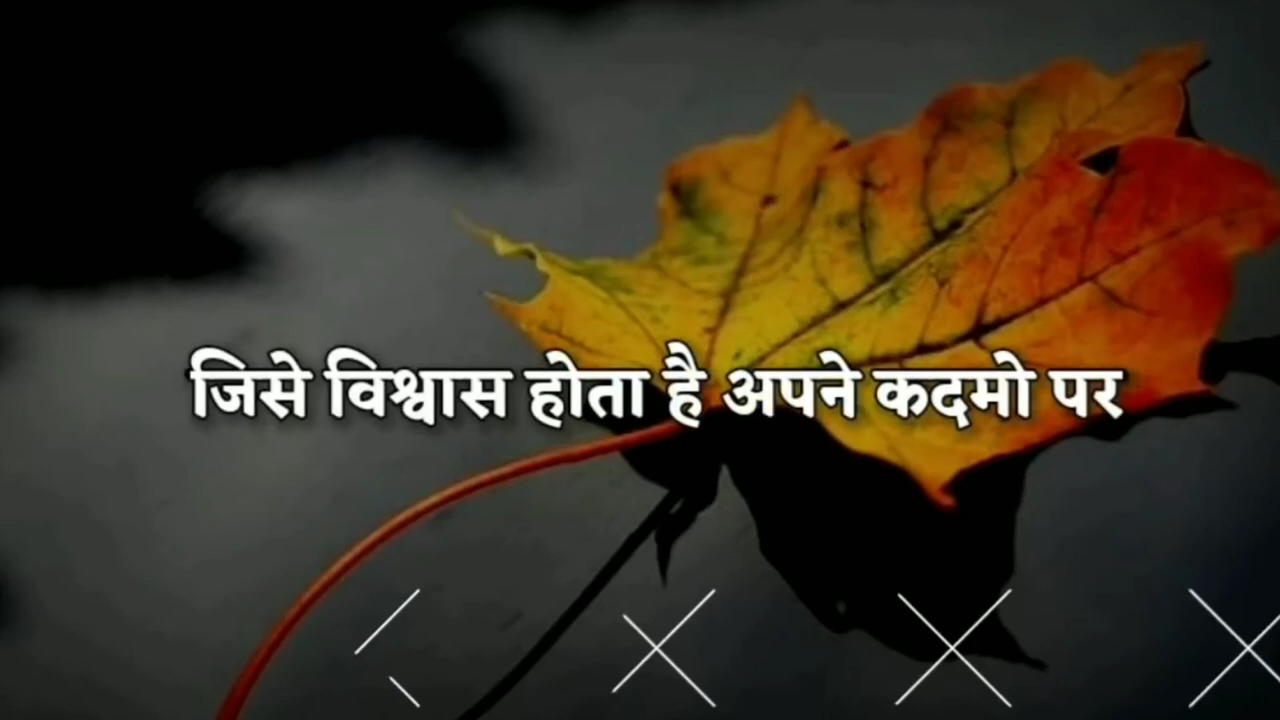 जिसे विश्वास होता है अपने कदमो पर